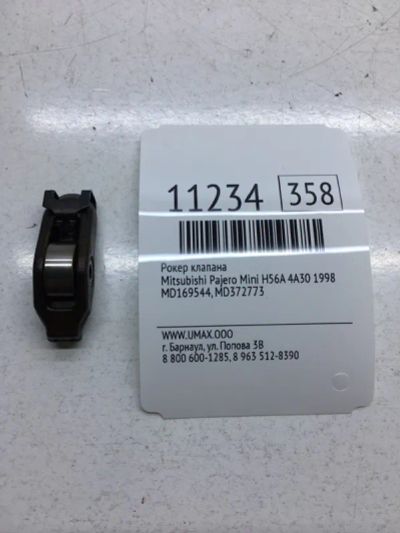 11234 358
Рокер клапана
Mitsubishi Pajero Mini H56A 4A30 1998
MD169544, MD372773
WWW.UMAX.OOO
г. Барнаул, ул. Попова 3В
8 800 600-1285, 8 963 512-8390